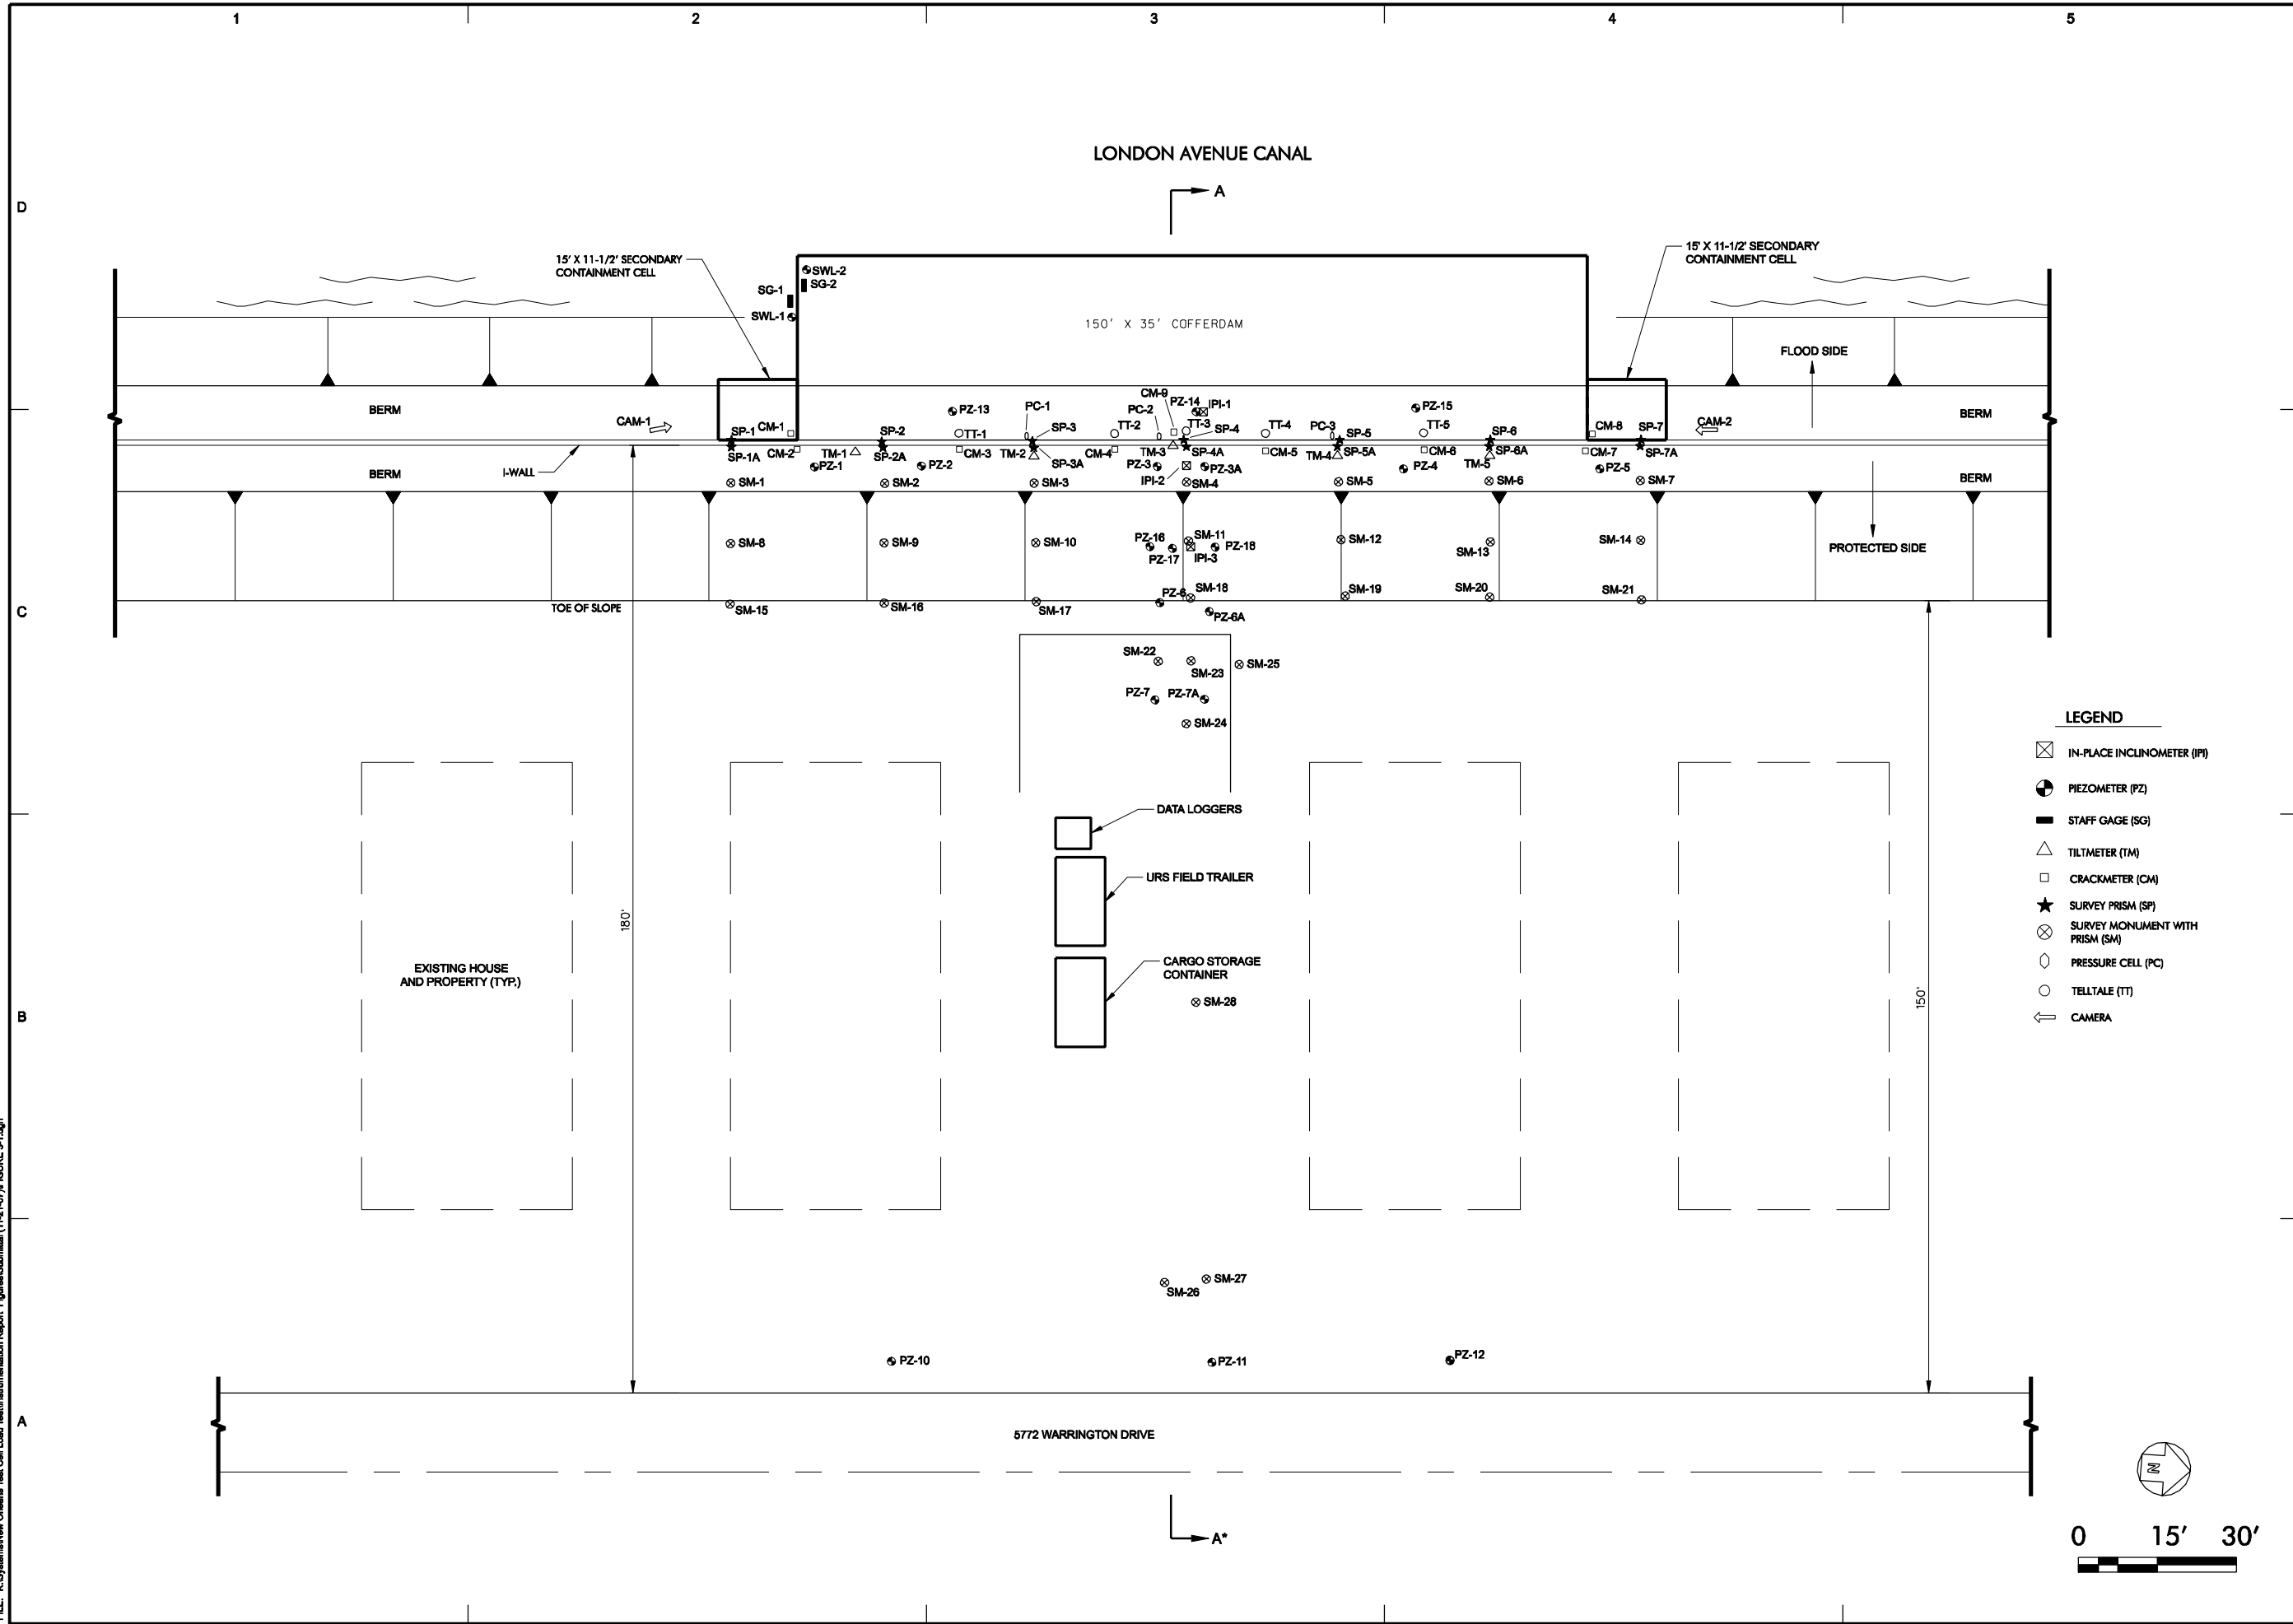 1 2 3 4 5
LONDON AVENUE CANAL
A
D
15' X 11-1/2' SECONDARY
CONTAINMENT CELL
15' X 11-1/2' SECONDARY
CONTAINMENT CELL
SWL-2
SG-2
SG-1
SWL-1
150' X 35' COFFERDAM
FLOOD SIDE
BERM
CAM-1
SP-1
CM-1
SP-2
PZ-13
TT-1
PC-1
SP-3
TT-2
PC-2
CM-9
PZ-14
IPI-1
TT-3
SP-4
TT-4
PC-3
SP-5
PZ-15
TT-5
SP-6
CM-8
SP-7
CAM-2
BERM
I-WALL
BERM
SP-1A
CM-2
PZ-1
TM-1
SP-2A
PZ-2
CM-3
TM-2
SP-3A
CM-4
TM-3
PZ-3
IPI-2
SP-4A
PZ-3A
CM-5
TM-4
SP-5A
PZ-4
CM-6
TM-5
SP-6A
CM-7
PZ-5
SP-7A
BERM
SM-1
SM-2
SM-3
SM-4
SM-5
SM-6
SM-7
SM-8
SM-9
SM-10
PZ-16
PZ-17
SM-11
IPI-3
PZ-18
SM-12
SM-13
SM-14
PROTECTED SIDE
C
TOE OF SLOPE
SM-15
SM-16
SM-17
PZ-6
SM-18
PZ-6A
SM-19
SM-20
SM-21
SM-22
SM-23
SM-25
PZ-7
PZ-7A
SM-24
LEGEND
IN-PLACE INCLINOMETER (IPI)
PIEZOMETER (PZ)
STAFF GAGE (SG)
TILTMETER (TM)
CRACKMETER (CM)
SURVEY PRISM (SP)
SURVEY MONUMENT WITH
PRISM (SM)
PRESSURE CELL (PC)
TELLTALE (TT)
CAMERA
DATA LOGGERS
URS FIELD TRAILER
180'
EXISTING HOUSE
AND PROPERTY (TYP.)
CARGO STORAGE
CONTAINER
SM-28
150'
B
SM-26
SM-27
PZ-10
PZ-11
PZ-12
A
5772 WARRINGTON DRIVE
N
A*
0 15' 30'